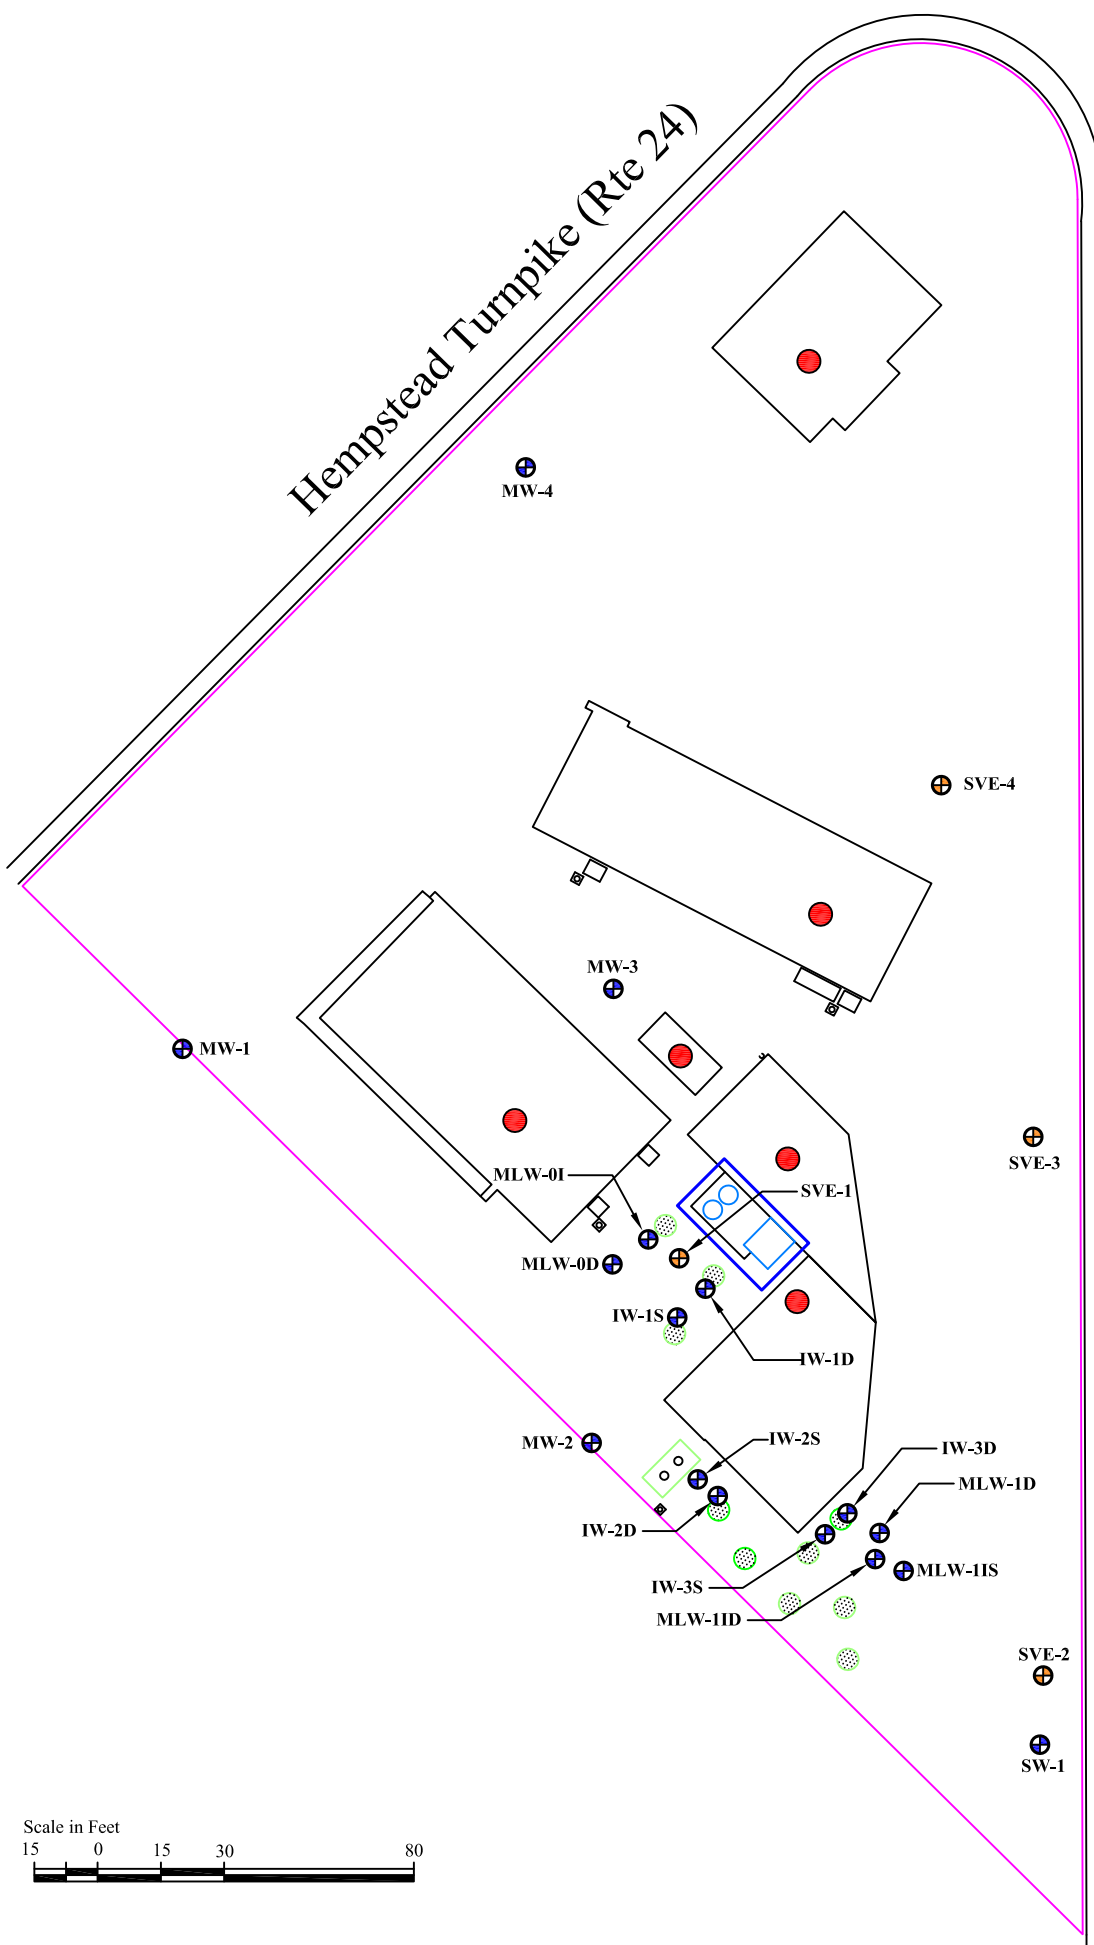 Hempstead Turnpike (Rte 24)
MW-4
SVE-4
MW-3
MW-1
SVE-3
MLW-0I
SVE-1
MLW-0D
IW-1S
IW-1D
MW-2
IW-2S
IW-3D
MLW-1D
IW-2D
MLW-1IS
IW-3S
MLW-1ID
SVE-2
SW-1
Scale in Feet
15 0 15 30 80